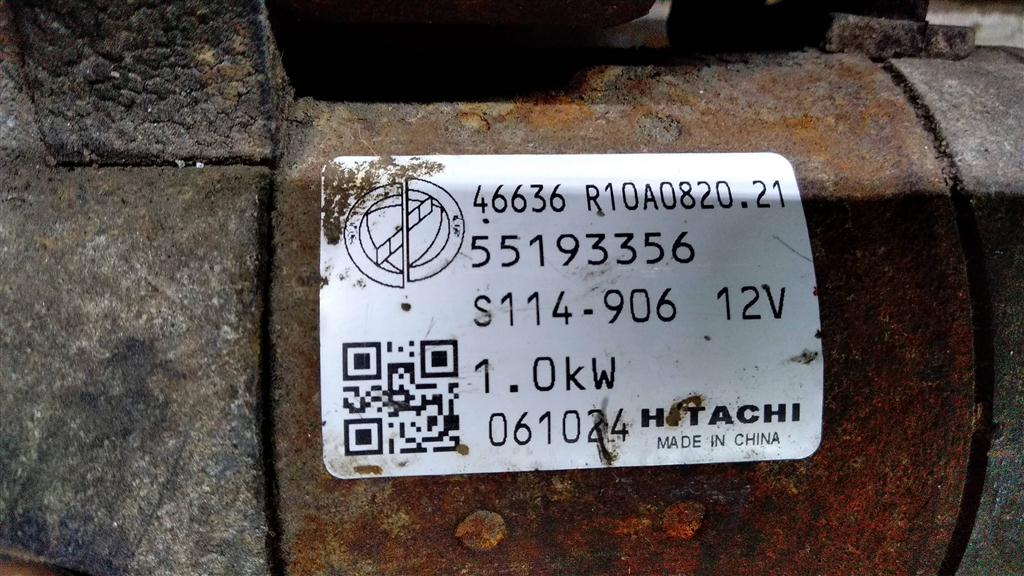 46636 R10A0820.21
55193356
S114-906 12V
1.0kW
061024 HITACHI
MADE IN CHINA